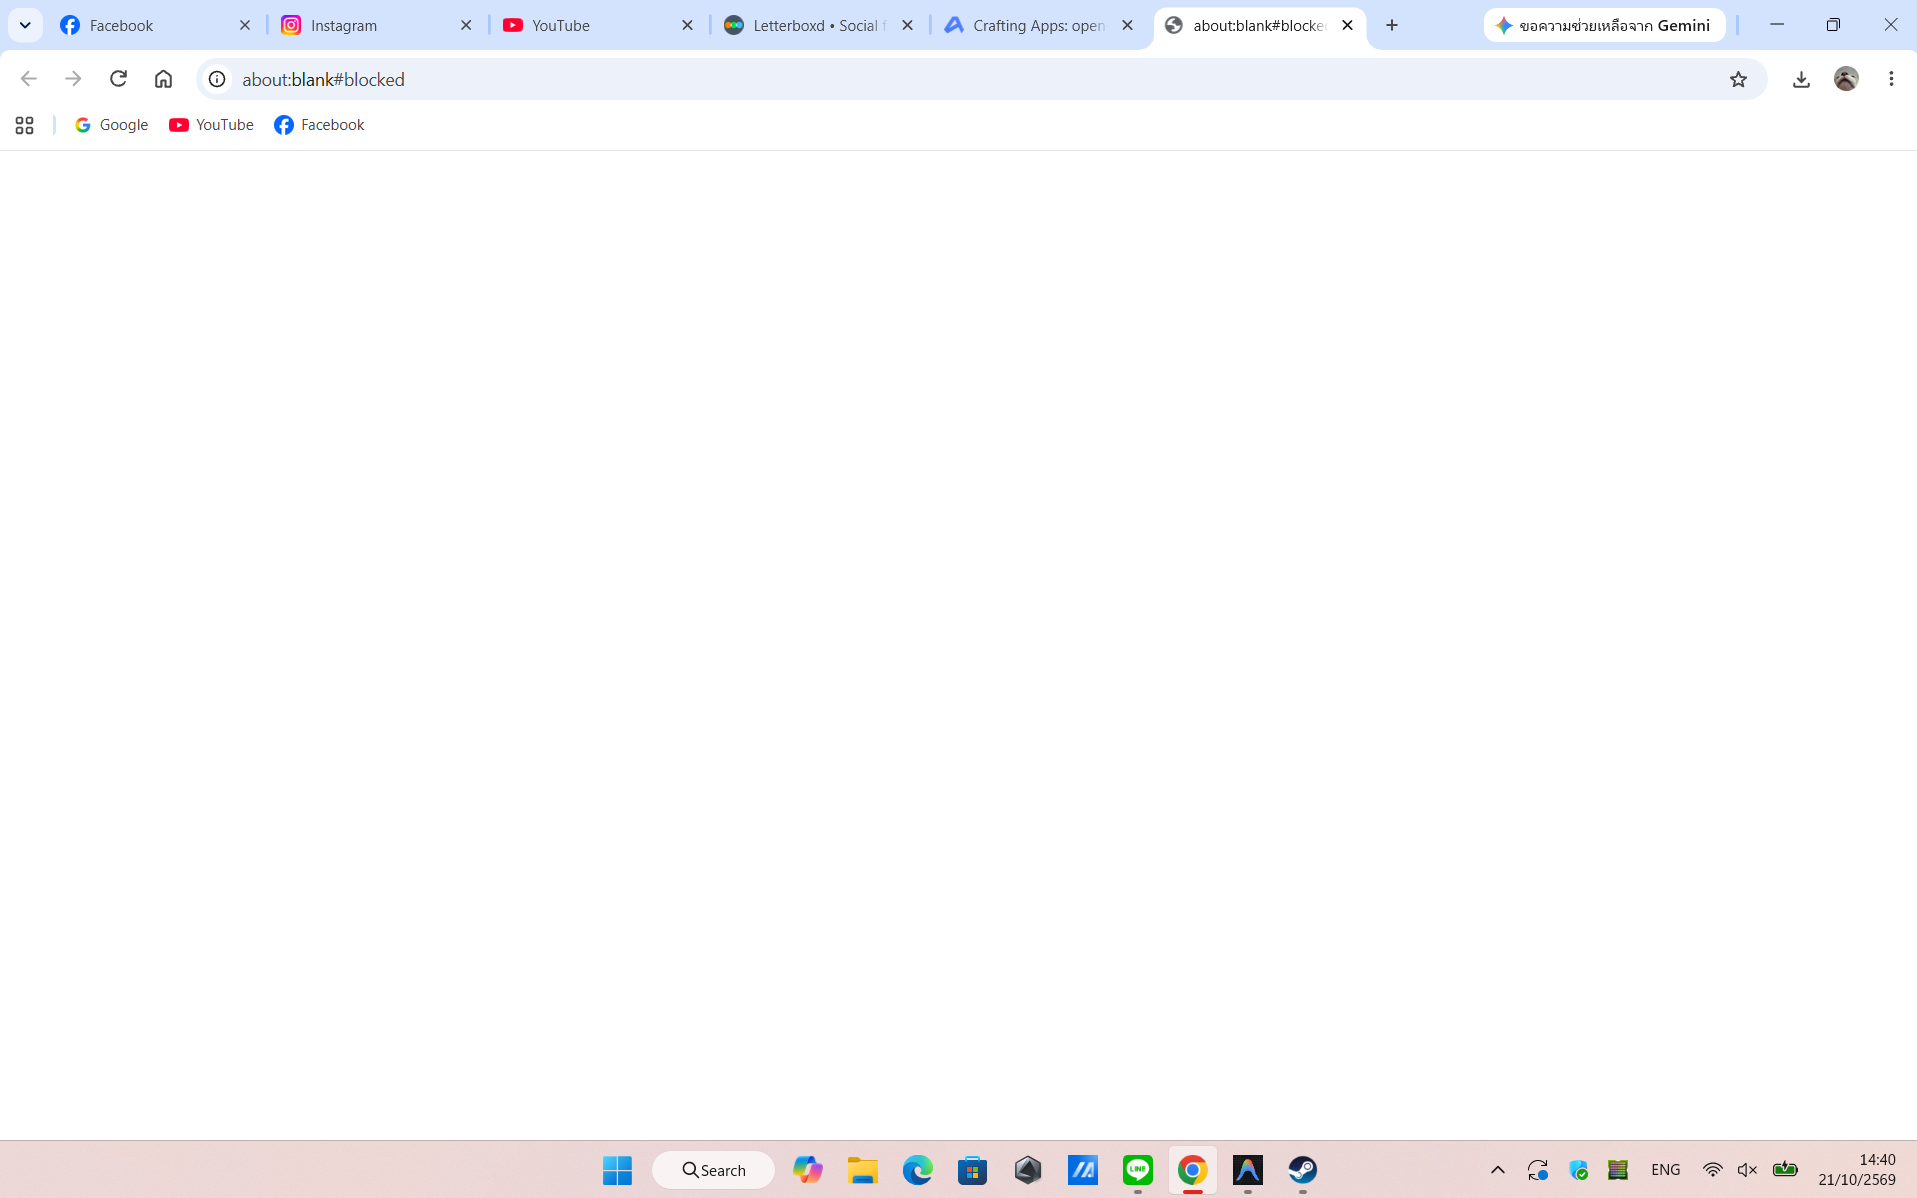 Facebook
Instagram
YouTube
Letterboxd • Social f
Crafting Apps: open
about:blank#blocke
ขอความช่วยเหลือจาก Gemini
about:blank#blocked
Google
YouTube
Facebook
Search
LINE
ENG
14:40
21/10/2569